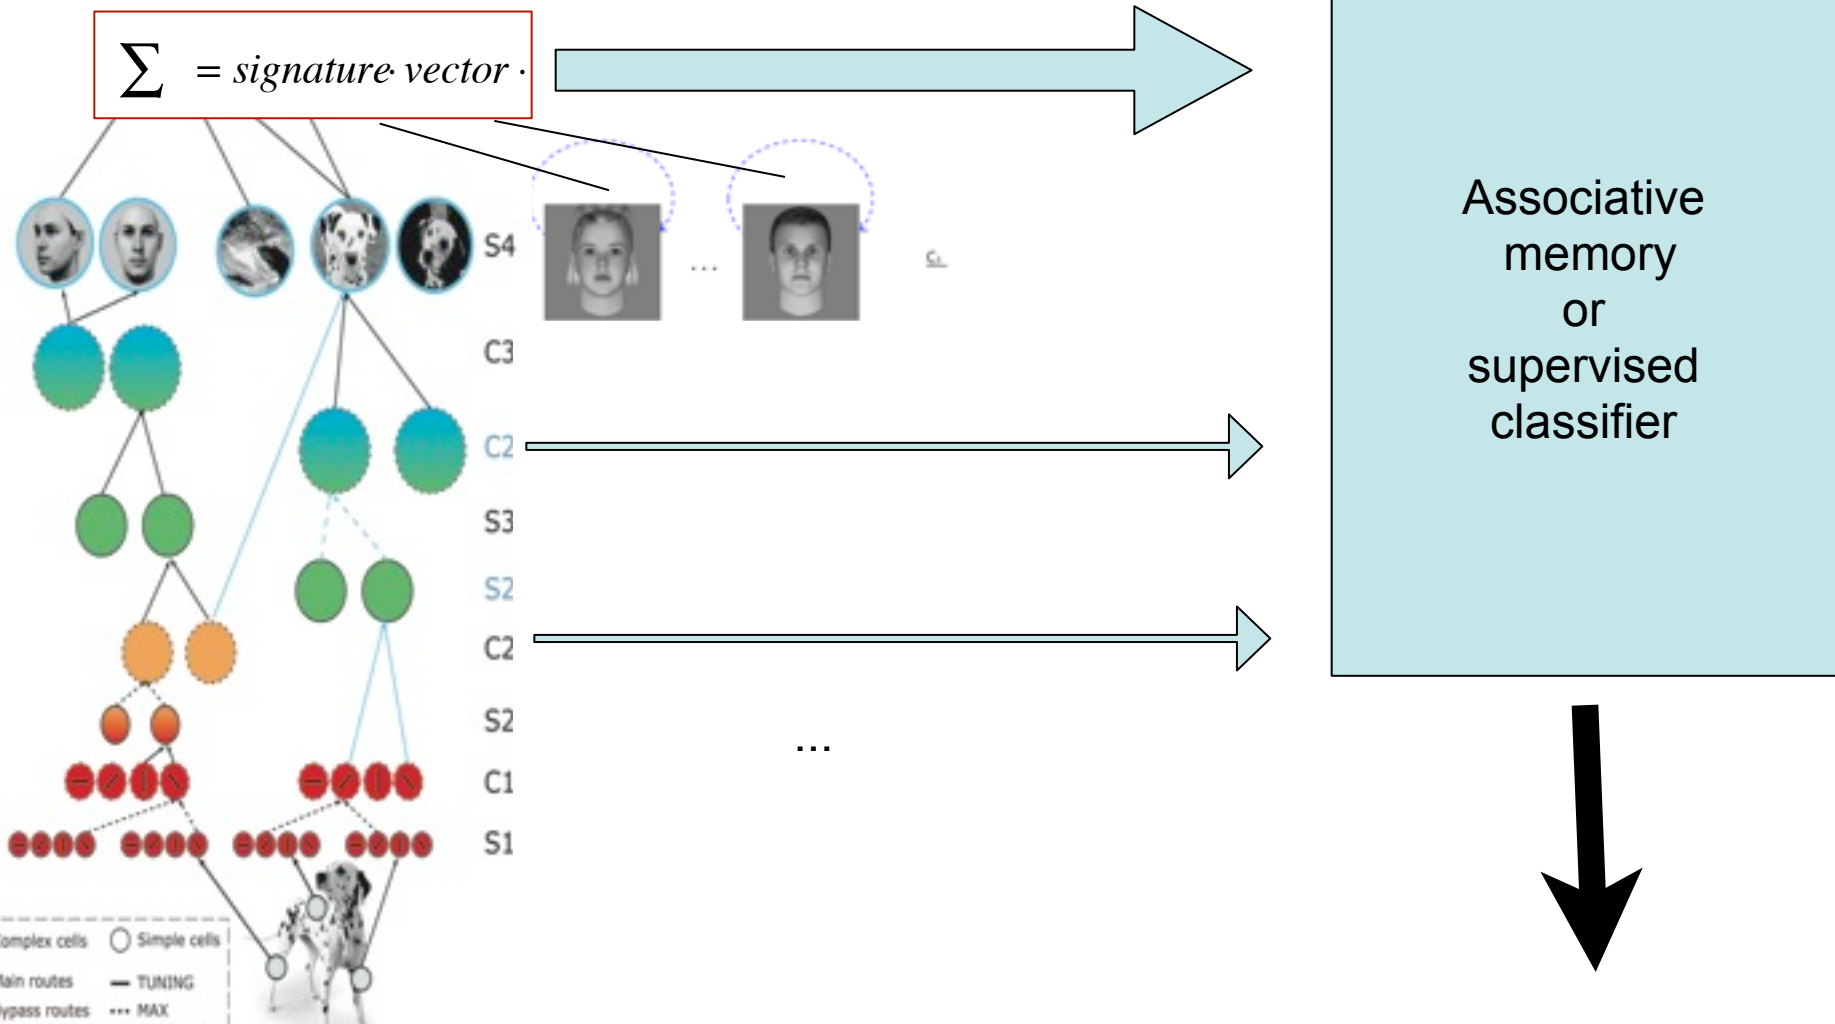 ∑ = signature· vector ·
S4
... C.
C3
C2
S3
S2
C2
S2
C1
S1
...
Associative
memory
or
supervised
classifier
omplex cells Simple cells
ain routes — TUNING
ypass routes ... MAX